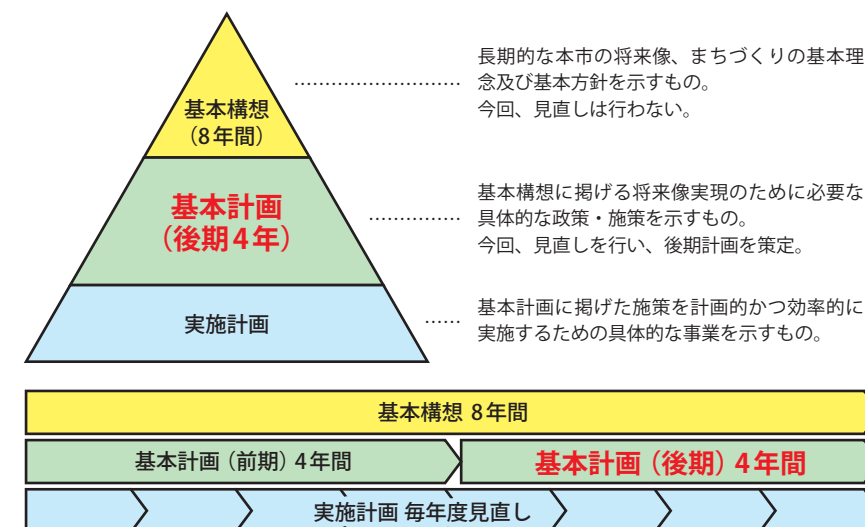 基本構想
（8年間）
長期的な本市の将来像、まちづくりの基本理
念及び基本方針を示すもの。
今回、見直しは行わない。
基本計画
（後期4年）
基本構想に掲げる将来像実現のために必要な
具体的な政策・施策を示すもの。
今回、見直しを行い、後期計画を策定。
実施計画
基本計画に掲げた施策を計画的かつ効率的に
実施するための具体的な事業を示すもの。
基本構想 8年間
基本計画（前期）4年間
基本計画（後期）4年間
実施計画 毎年度見直し